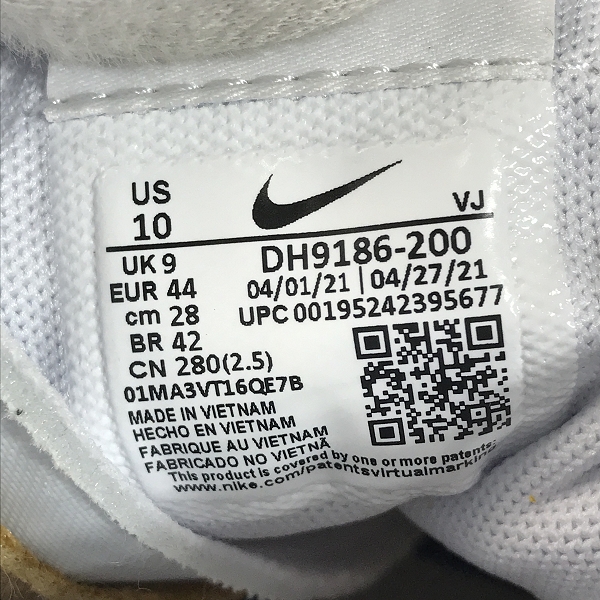 US
10
VJ
UK 9
DH9186-200
EUR 44
04/01/21 | 04/27/21
cm 28
UPC 00195242395677
BR 42
CN 280(2.5)
01MA3VT16QE7B
MADE IN VIETNAM
HECHO EN VIETNAM
FABRIQUE AU VIETNAM
FABRICADO NO VIETNÃ
This product is covered by one or more patents:
www.nike.com/patentsvirtualmarking